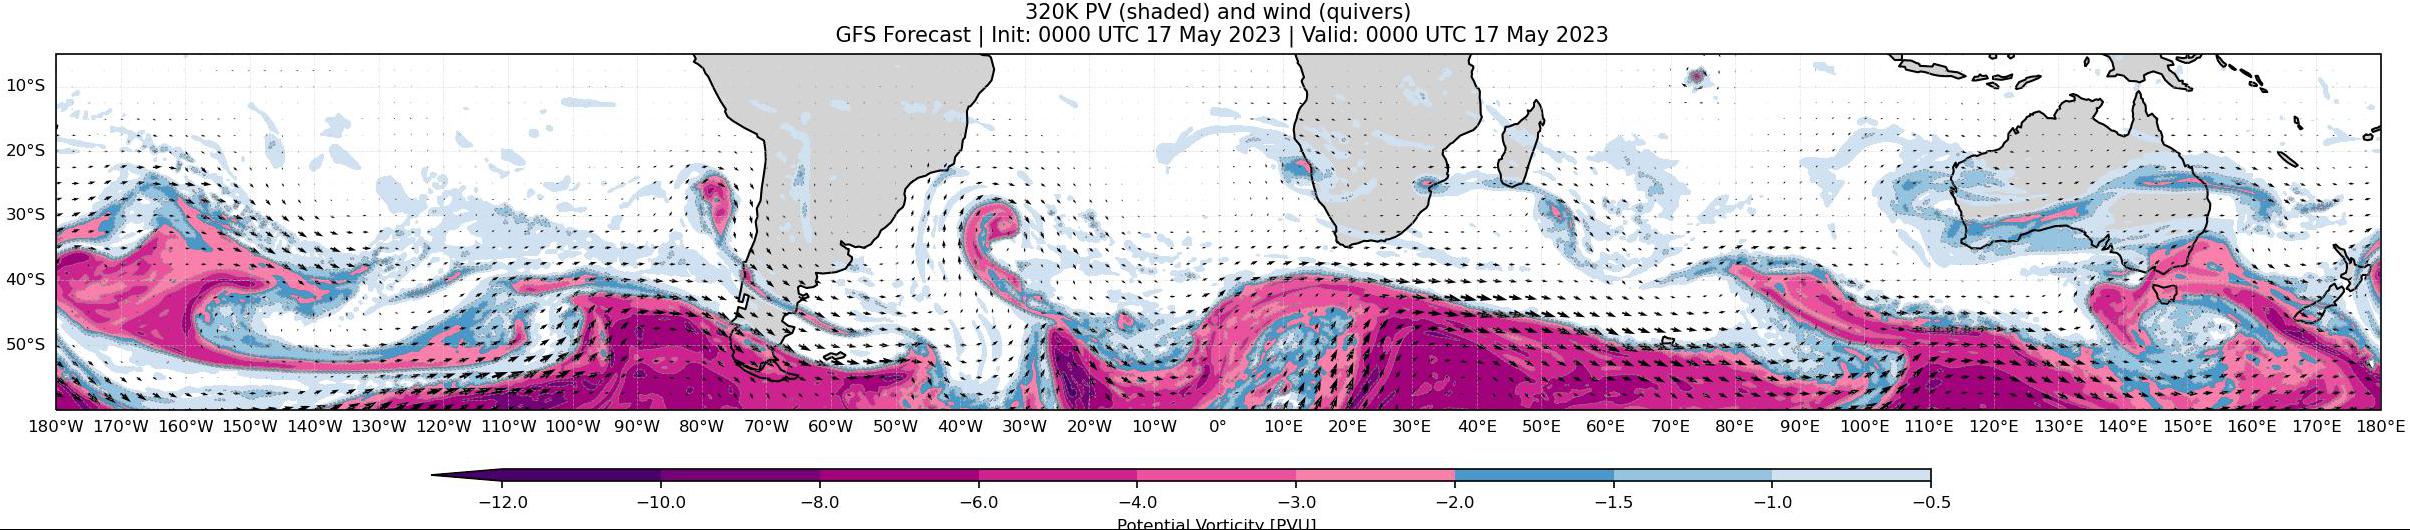 320K PV (shaded) and wind (quivers)
GFS Forecast | Init: 0000 UTC 17 May 2023 | Valid: 0000 UTC 17 May 2023
10°S
20°S
30°S
40°S
50°S
180°W 170°W 160°W 150°W 140°W 130°W 120°W 110°W 100°W 90°W 80°W 70°W 60°W 50°W 40°W 30°W 20°W 10°W 0° 10°E 20°E 30°E 40°E 50°E 60°E 70°E 80°E 90°E 100°E 110°E 120°E 130°E 140°E 150°E 160°E 170°E 180°E
−12.0 −10.0 −8.0 −6.0 −4.0 −3.0 −2.0 −1.5 −1.0 −0.5
Potential Vorticity [PVU]